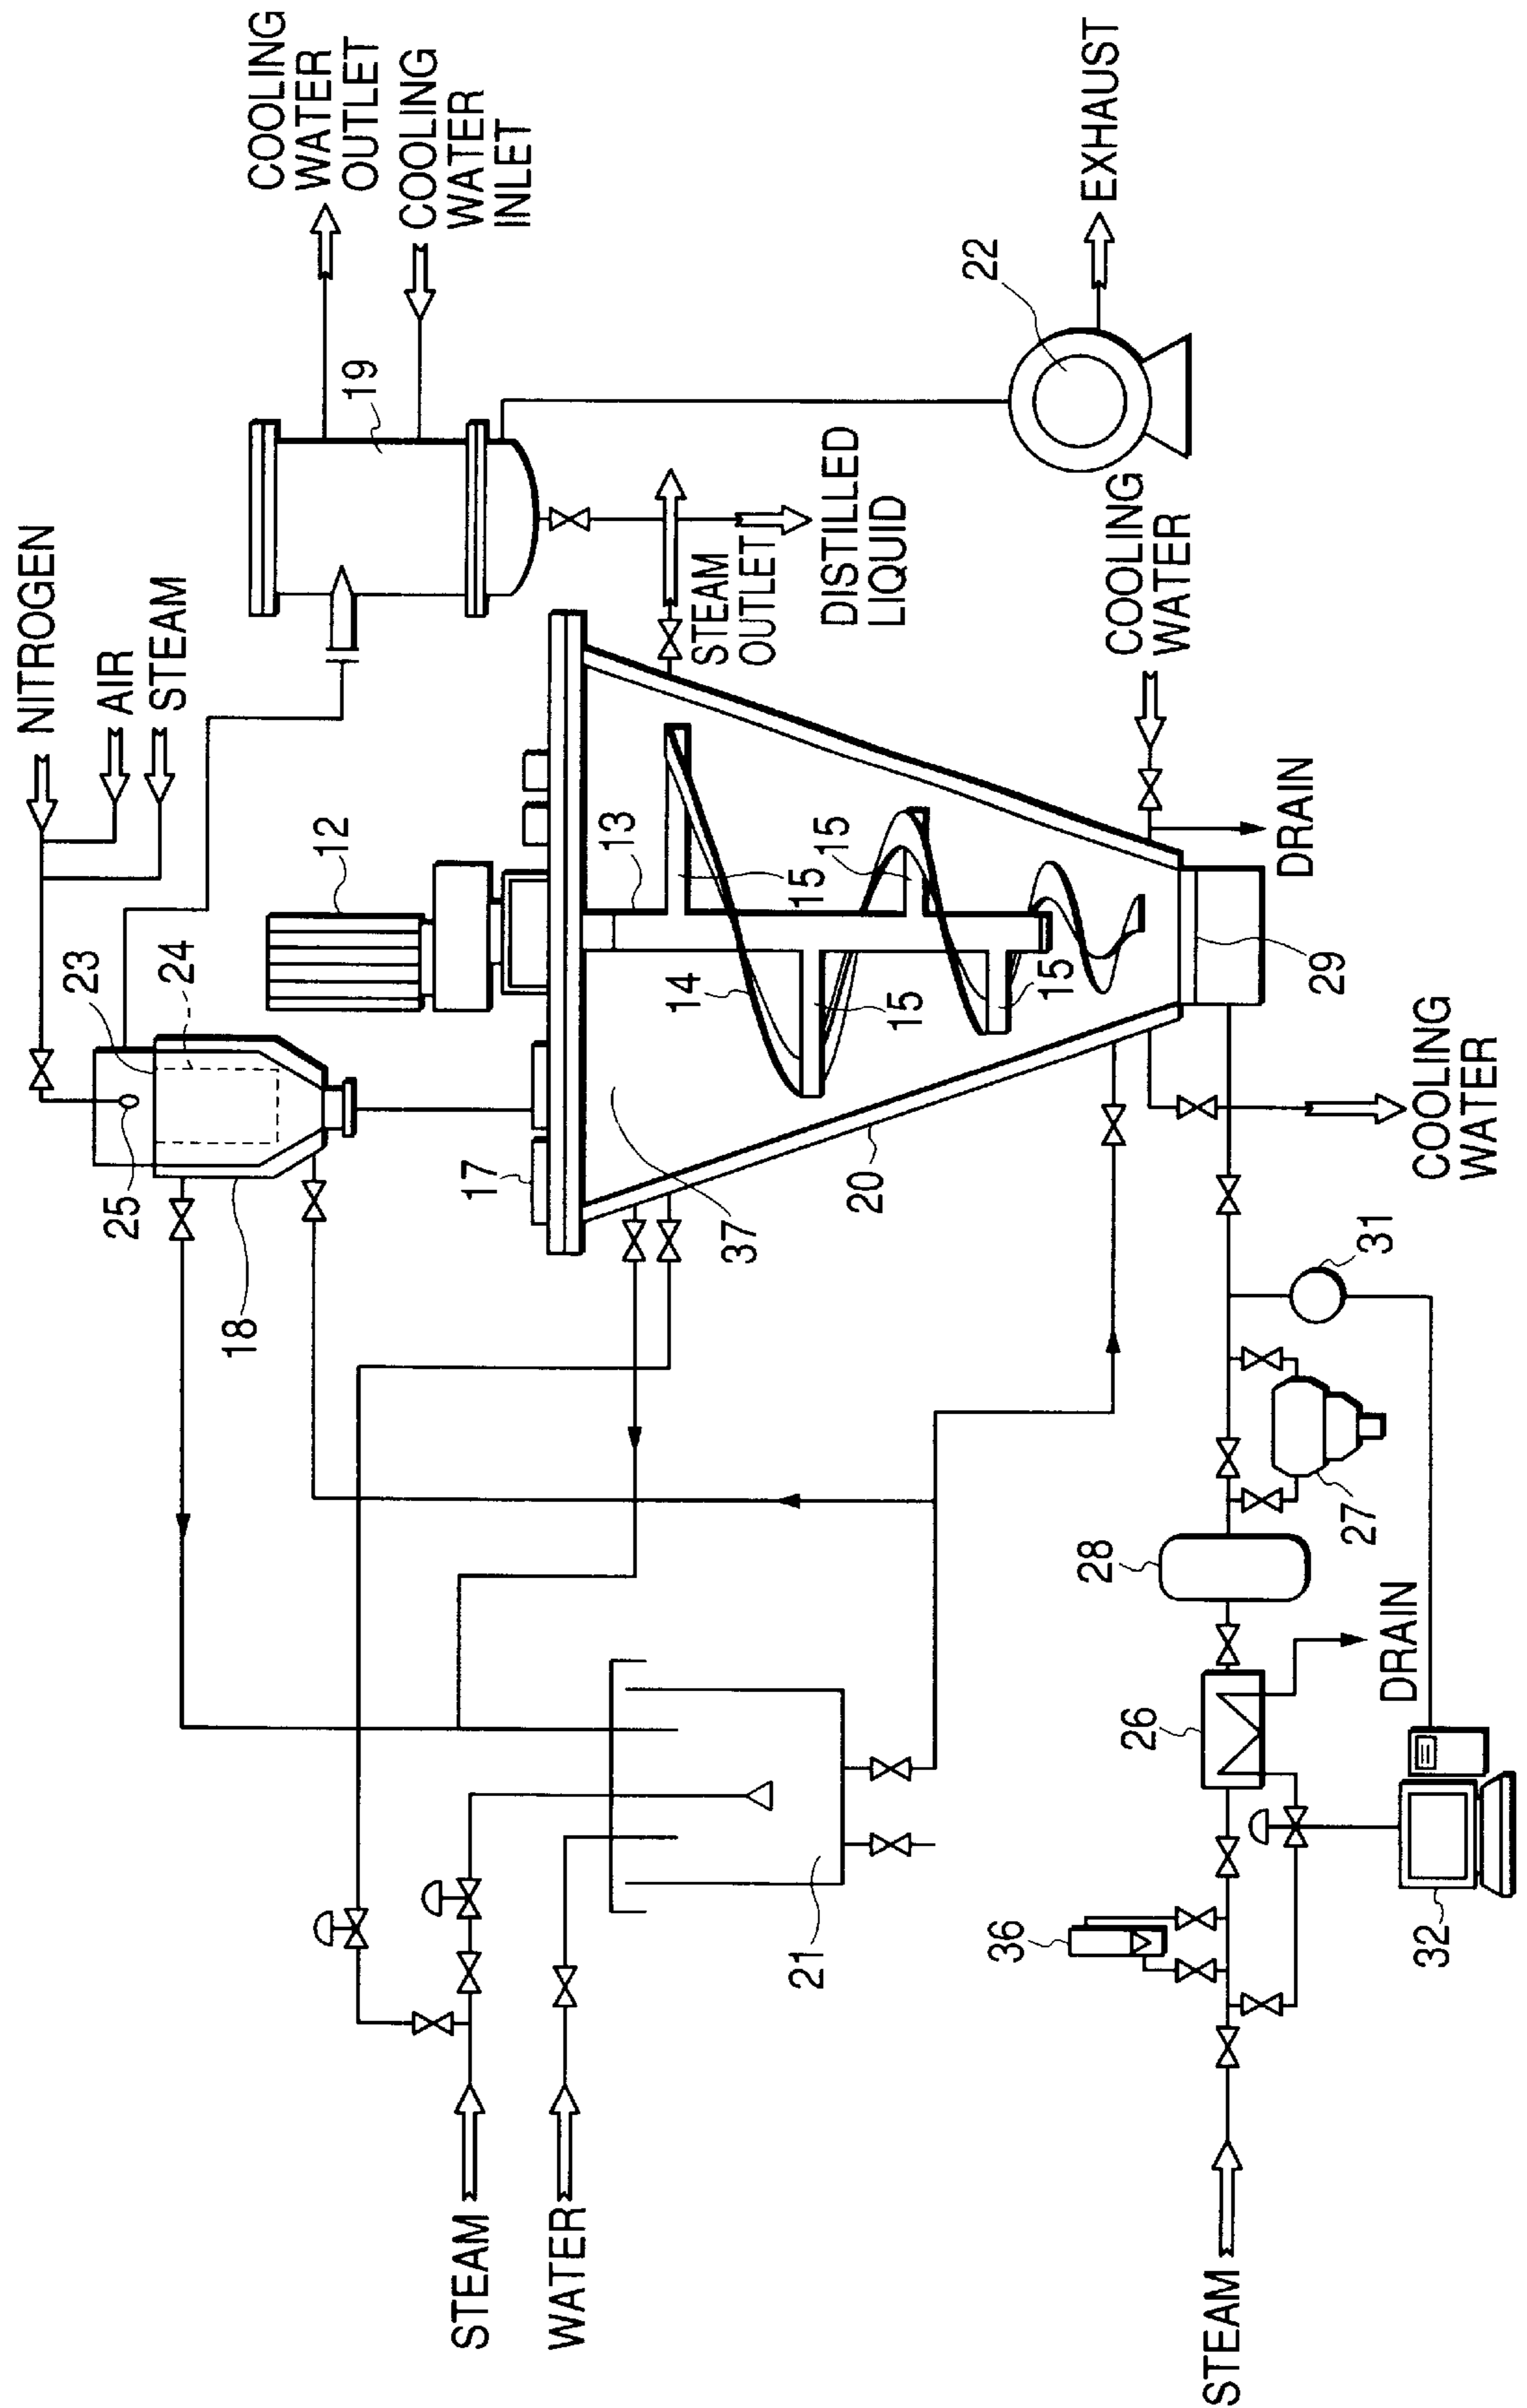 NITROGEN
AIR
STEAM
COOLING
WATER
OUTLET
COOLING
WATER
INLET
23
24
25
18
12
19
17
13
14
15
15
15
15
37
20
29
STEAM
OUTLET
DISTILLED
LIQUID
22
EXHAUST
COOLING
WATER
DRAIN
COOLING
WATER
STEAM
WATER
21
STEAM
36
26
28
27
31
DRAIN
32